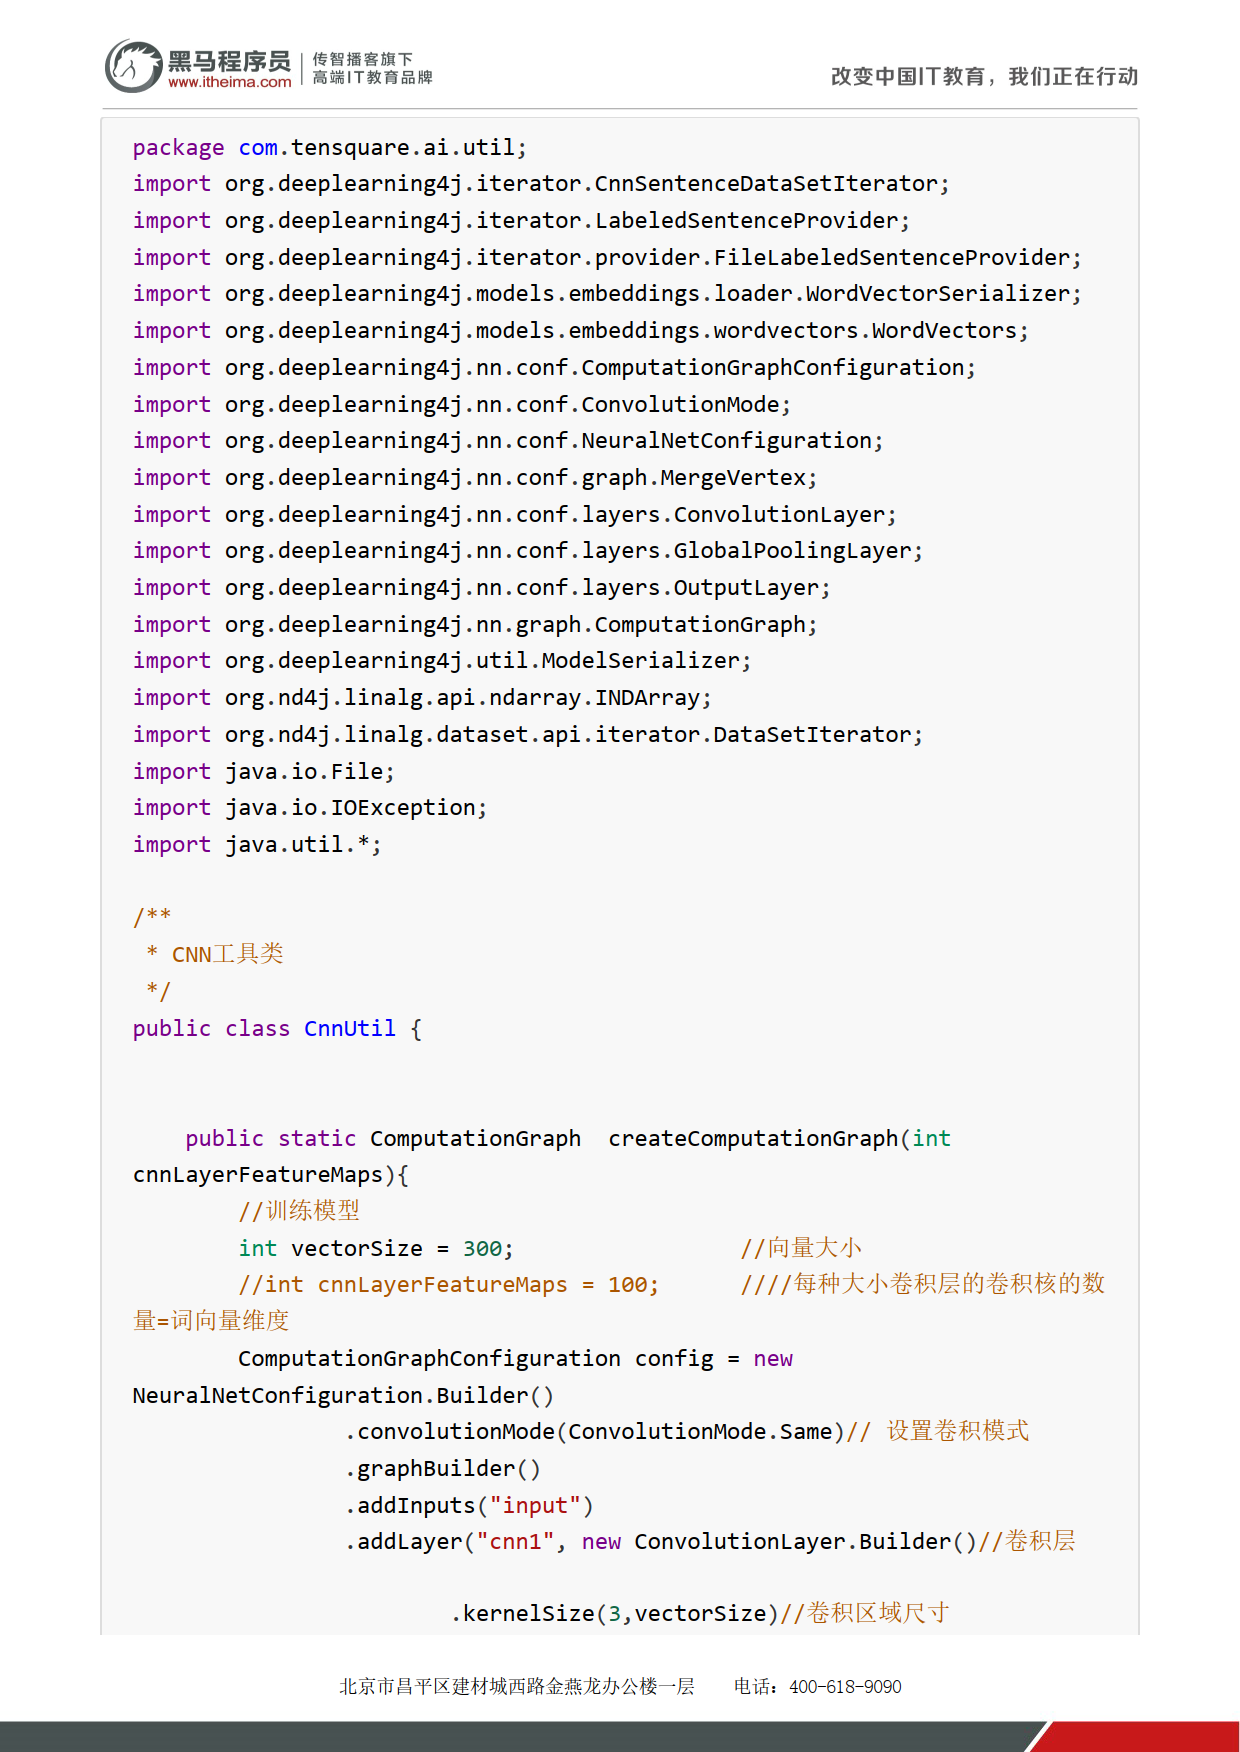 黑马程序员
www.itheima.com
传智播客旗下
高端IT教育品牌
改变中国IT教育，我们正在行动
package com.tensquare.ai.util;
import org.deeplearning4j.iterator.CnnSentenceDataSetIterator;
import org.deeplearning4j.iterator.LabeledSentenceProvider;
import org.deeplearning4j.iterator.provider.FileLabeledSentenceProvider;
import org.deeplearning4j.models.embeddings.loader.WordVectorSerializer;
import org.deeplearning4j.models.embeddings.wordvectors.WordVectors;
import org.deeplearning4j.nn.conf.ComputationGraphConfiguration;
import org.deeplearning4j.nn.conf.ConvolutionMode;
import org.deeplearning4j.nn.conf.NeuralNetConfiguration;
import org.deeplearning4j.nn.conf.graph.MergeVertex;
import org.deeplearning4j.nn.conf.layers.ConvolutionLayer;
import org.deeplearning4j.nn.conf.layers.GlobalPoolingLayer;
import org.deeplearning4j.nn.conf.layers.OutputLayer;
import org.deeplearning4j.nn.graph.ComputationGraph;
import org.deeplearning4j.util.ModelSerializer;
import org.nd4j.linalg.api.ndarray.INDArray;
import org.nd4j.linalg.dataset.api.iterator.DataSetIterator;
import java.io.File;
import java.io.IOException;
import java.util.*;
/**
 * CNN工具类
 */
public class CnnUtil {
    public static ComputationGraph  createComputationGraph(int
cnnLayerFeatureMaps){
        //训练模型
        int vectorSize = 300;                 //向量大小
        //int cnnLayerFeatureMaps = 100;      ////每种大小卷积层的卷积核的数
量=词向量维度
        ComputationGraphConfiguration config = new
NeuralNetConfiguration.Builder()
                .convolutionMode(ConvolutionMode.Same)// 设置卷积模式
                .graphBuilder()
                .addInputs("input")
                .addLayer("cnn1", new ConvolutionLayer.Builder()//卷积层
                        .kernelSize(3,vectorSize)//卷积区域尺寸
北京市昌平区建材城西路金燕龙办公楼一层    电话：400-618-9090